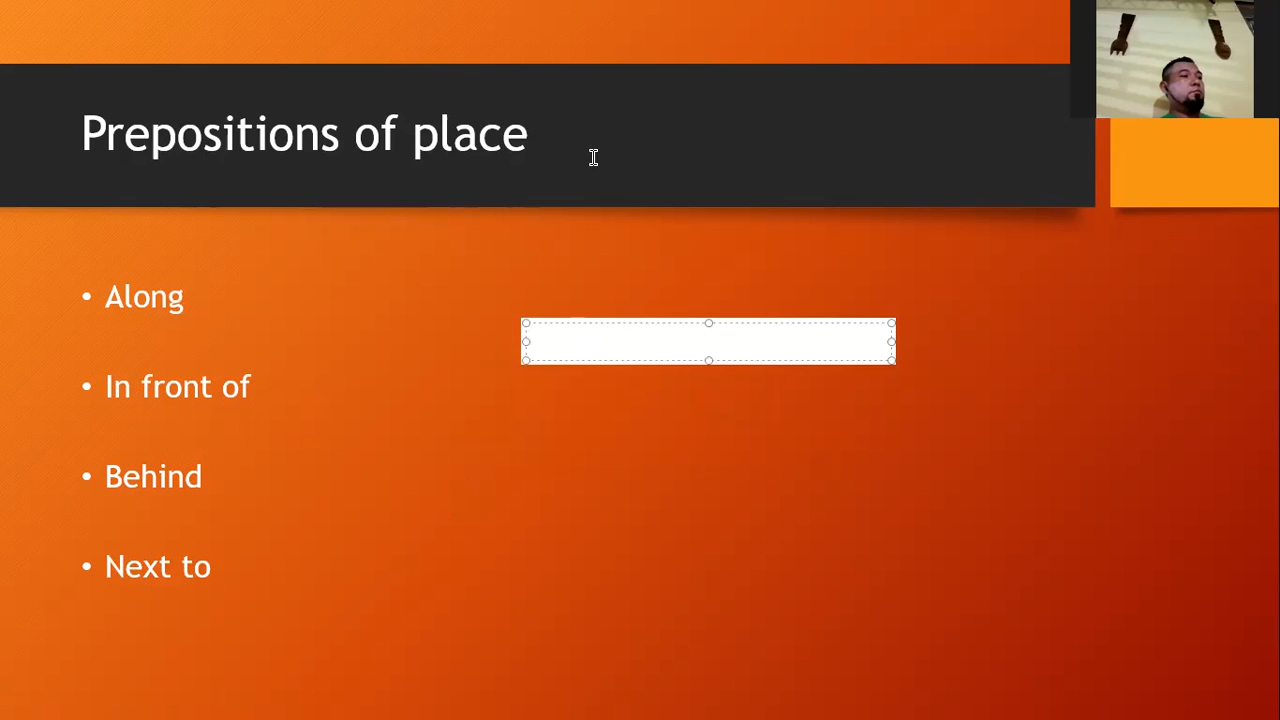 Prepositions of place
• Along
• In front of
• Behind
• Next to